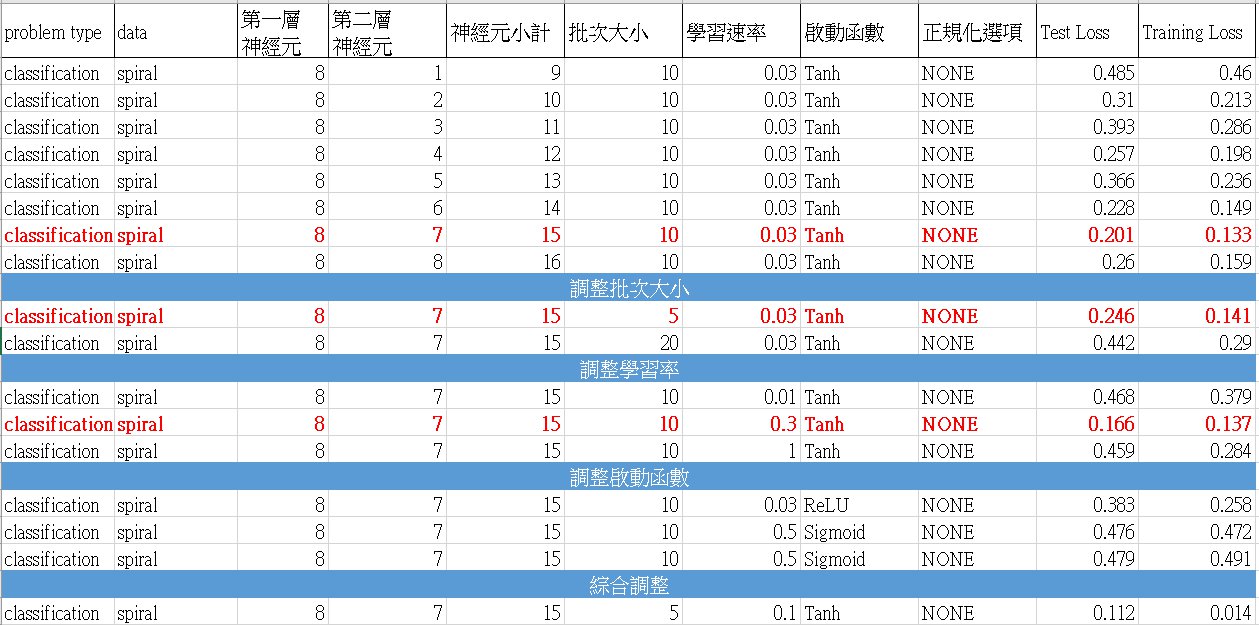 problem type data 第一層神經元 第二層神經元 神經元小計 批次大小 學習速率 啟動函數 正規化選項 Test Loss Training Loss
classification spiral 8 1 9 10 0.03 Tanh NONE 0.485 0.46
classification spiral 8 2 10 10 0.03 Tanh NONE 0.31 0.213
classification spiral 8 3 11 10 0.03 Tanh NONE 0.393 0.286
classification spiral 8 4 12 10 0.03 Tanh NONE 0.257 0.198
classification spiral 8 5 13 10 0.03 Tanh NONE 0.366 0.236
classification spiral 8 6 14 10 0.03 Tanh NONE 0.228 0.149
classification spiral 8 7 15 10 0.03 Tanh NONE 0.201 0.133
classification spiral 8 8 16 10 0.03 Tanh NONE 0.26 0.159
調整批次大小
classification spiral 8 7 15 5 0.03 Tanh NONE 0.246 0.141
classification spiral 8 7 15 20 0.03 Tanh NONE 0.442 0.29
調整學習率
classification spiral 8 7 15 10 0.01 Tanh NONE 0.468 0.379
classification spiral 8 7 15 10 0.3 Tanh NONE 0.166 0.137
classification spiral 8 7 15 10 1 Tanh NONE 0.459 0.284
調整啟動函數
classification spiral 8 7 15 10 0.03 ReLU NONE 0.383 0.258
classification spiral 8 7 15 10 0.5 Sigmoid NONE 0.476 0.472
classification spiral 8 7 15 10 0.5 Sigmoid NONE 0.479 0.491
綜合調整
classification spiral 8 7 15 5 0.1 Tanh NONE 0.112 0.014